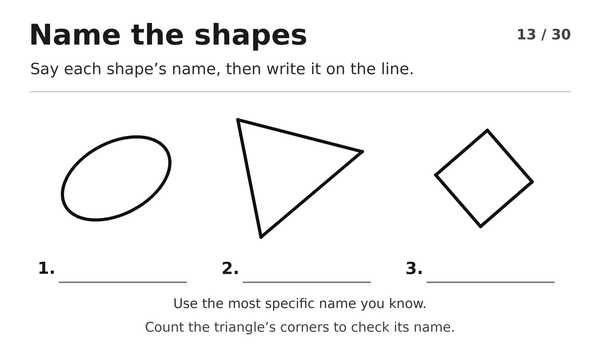 Name the shapes
13 / 30
Say each shape’s name, then write it on the line.
1.
2.
3.
Use the most specific name you know.
Count the triangle’s corners to check its name.